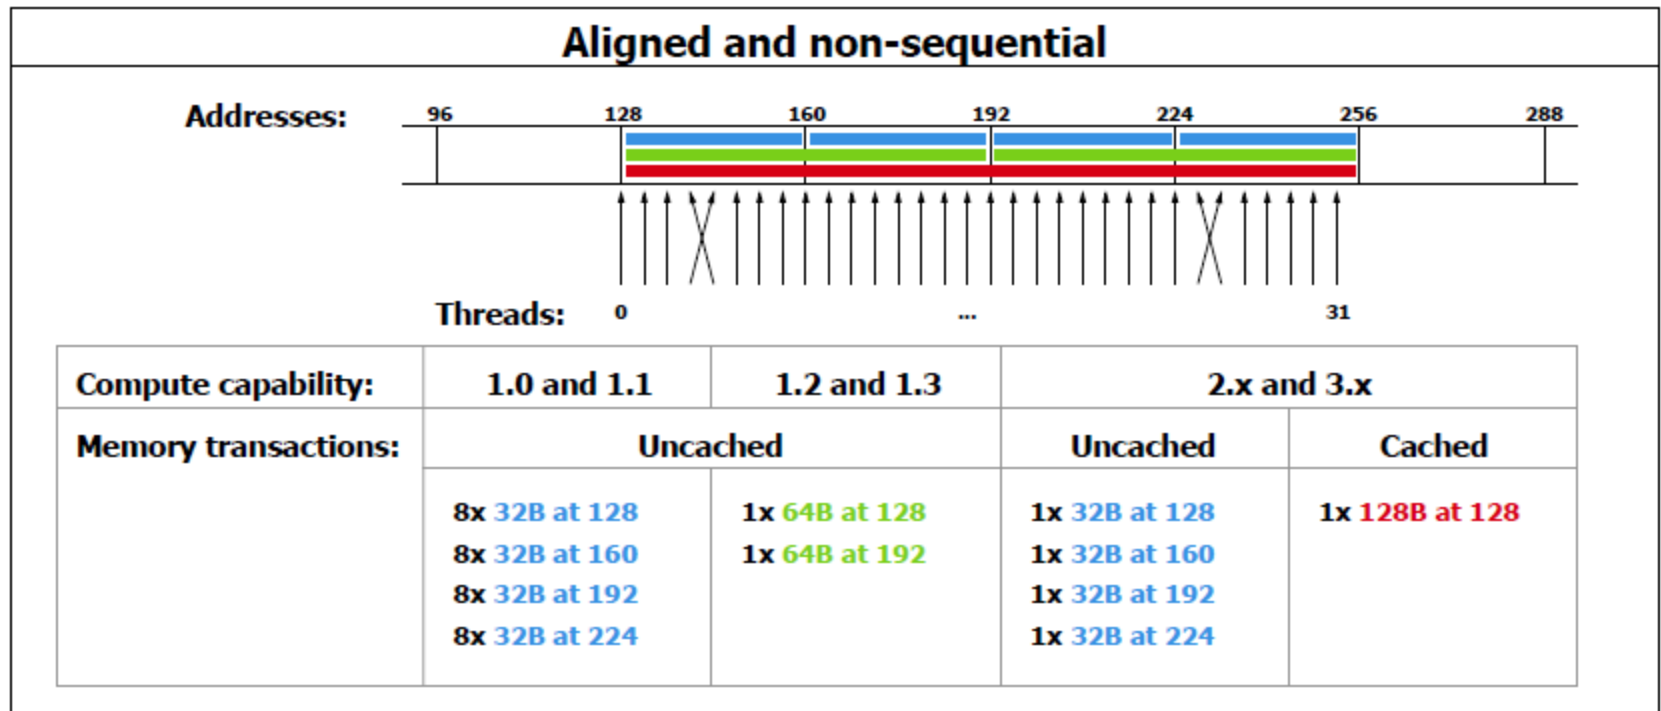 Aligned and non-sequential
Addresses: 96 128 160 192 224 256 288
Threads: 0 ... 31
Compute capability: 1.0 and 1.1 1.2 and 1.3 2.x and 3.x
Memory transactions: Uncached Uncached Cached
8x 32B at 128 1x 64B at 128 1x 32B at 128 1x 128B at 128
8x 32B at 160 1x 64B at 192 1x 32B at 160
8x 32B at 192 1x 32B at 192
8x 32B at 224 1x 32B at 224